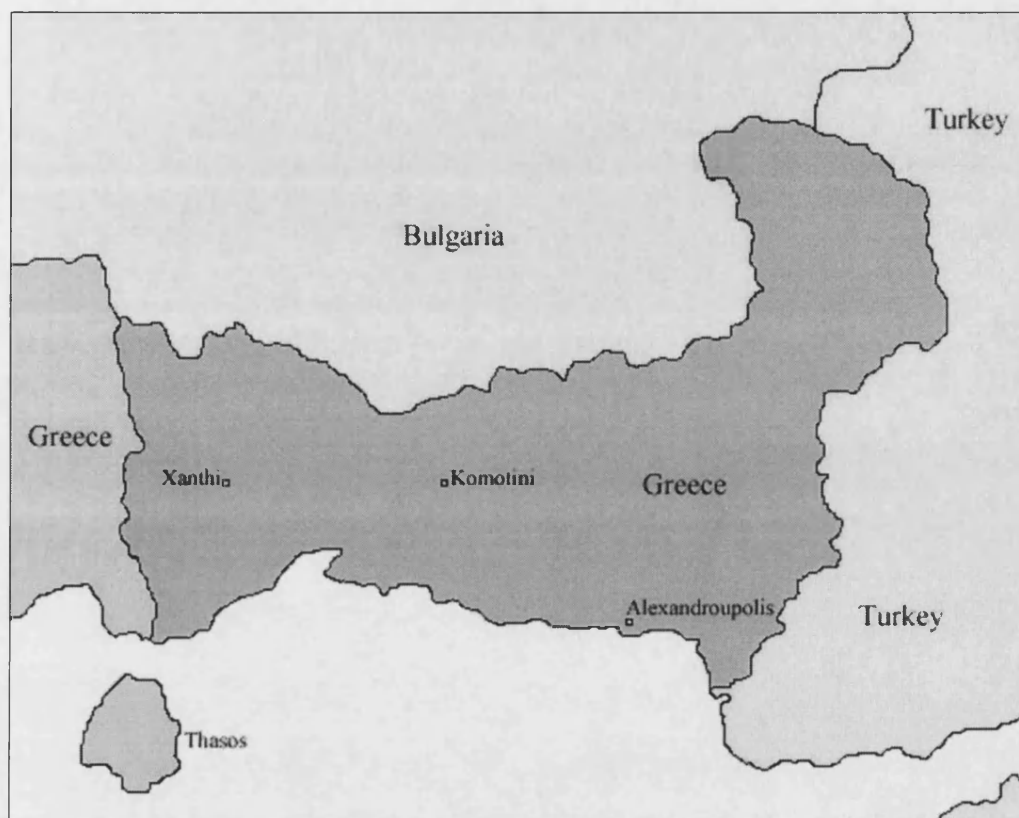 Turkey
Bulgaria
Greece
Xanthi
Komotini
Greece
Alexandroupolis
Turkey
Thasos